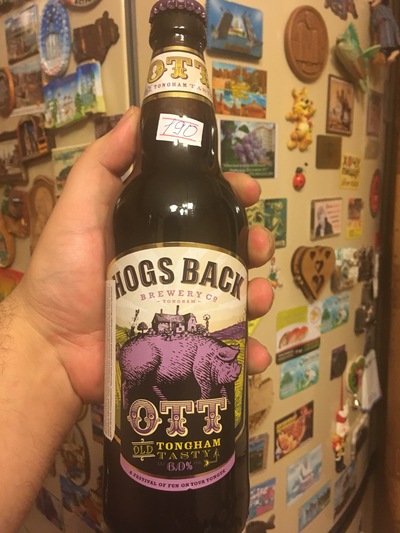 OTT
TONGHAM TASTY
190
HOGS BACK
BREWERY Co
TONGHAM
OTT
OLD TONGHAM
TASTY
6.0%
A FESTIVAL OF FUN ON YOUR TONGUE